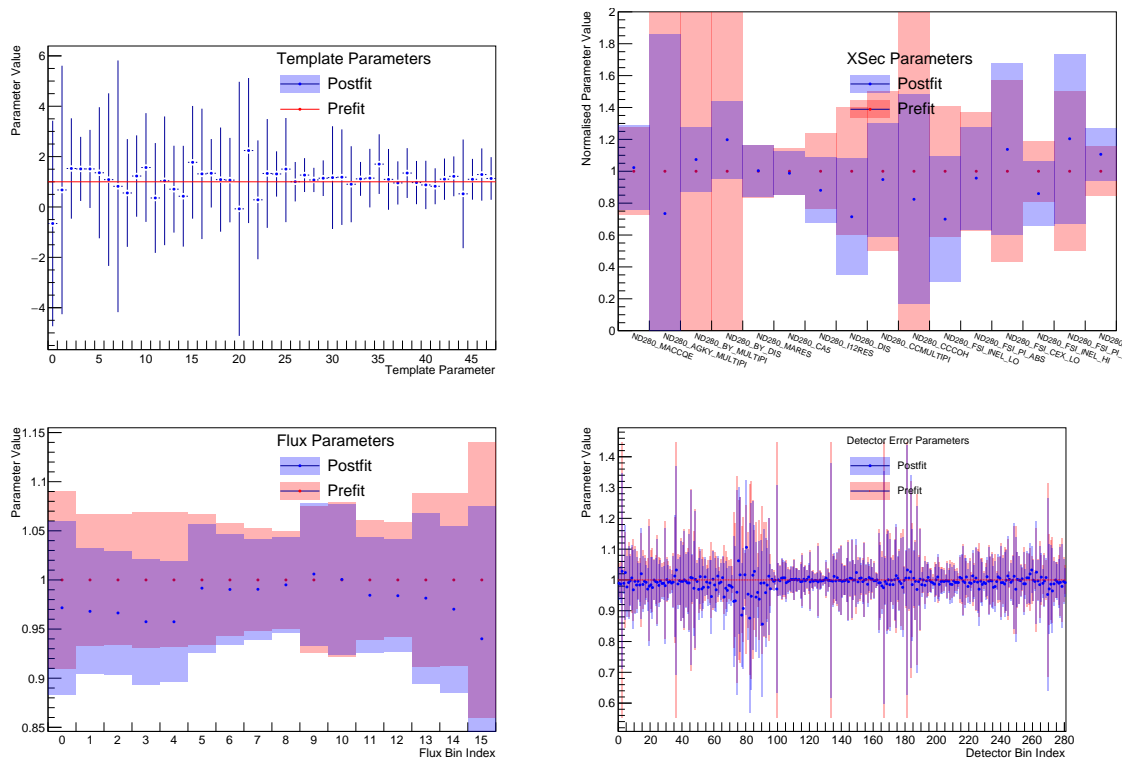 Template Parameters
Postfit
Prefit
Parameter Value
6
4
2
0
−2
−4
0 5 10 15 20 25 30 35 40 45
Template Parameter
XSec Parameters
Postfit
Prefit
Normalised Parameter Value
2
1.8
1.6
1.4
1.2
1
0.8
0.6
0.4
0.2
0
ND280_MACCQE
ND280_AGKY_MULTIPI
ND280_BY_MULTIPI
ND280_BY_DIS
ND280_MARES
ND280_CA5
ND280_I12RES
ND280_DIS
ND280_CCMULTIPI
ND280_CCCOH
ND280_FSI_INEL_LO
ND280_FSI_PI_ABS
ND280_FSI_CEX_LO
ND280_FSI_INEL_HI
ND280_FSI_PI_
Flux Parameters
Postfit
Prefit
Parameter Value
1.15
1.1
1.05
1
0.95
0.9
0.85
0 1 2 3 4 5 6 7 8 9 10 11 12 13 14 15
Flux Bin Index
Detector Error Parameters
Postfit
Prefit
Parameter Value
1.4
1.3
1.2
1.1
1
0.9
0.8
0.7
0.6
0 20 40 60 80 100 120 140 160 180 200 220 240 260 280
Detector Bin Index